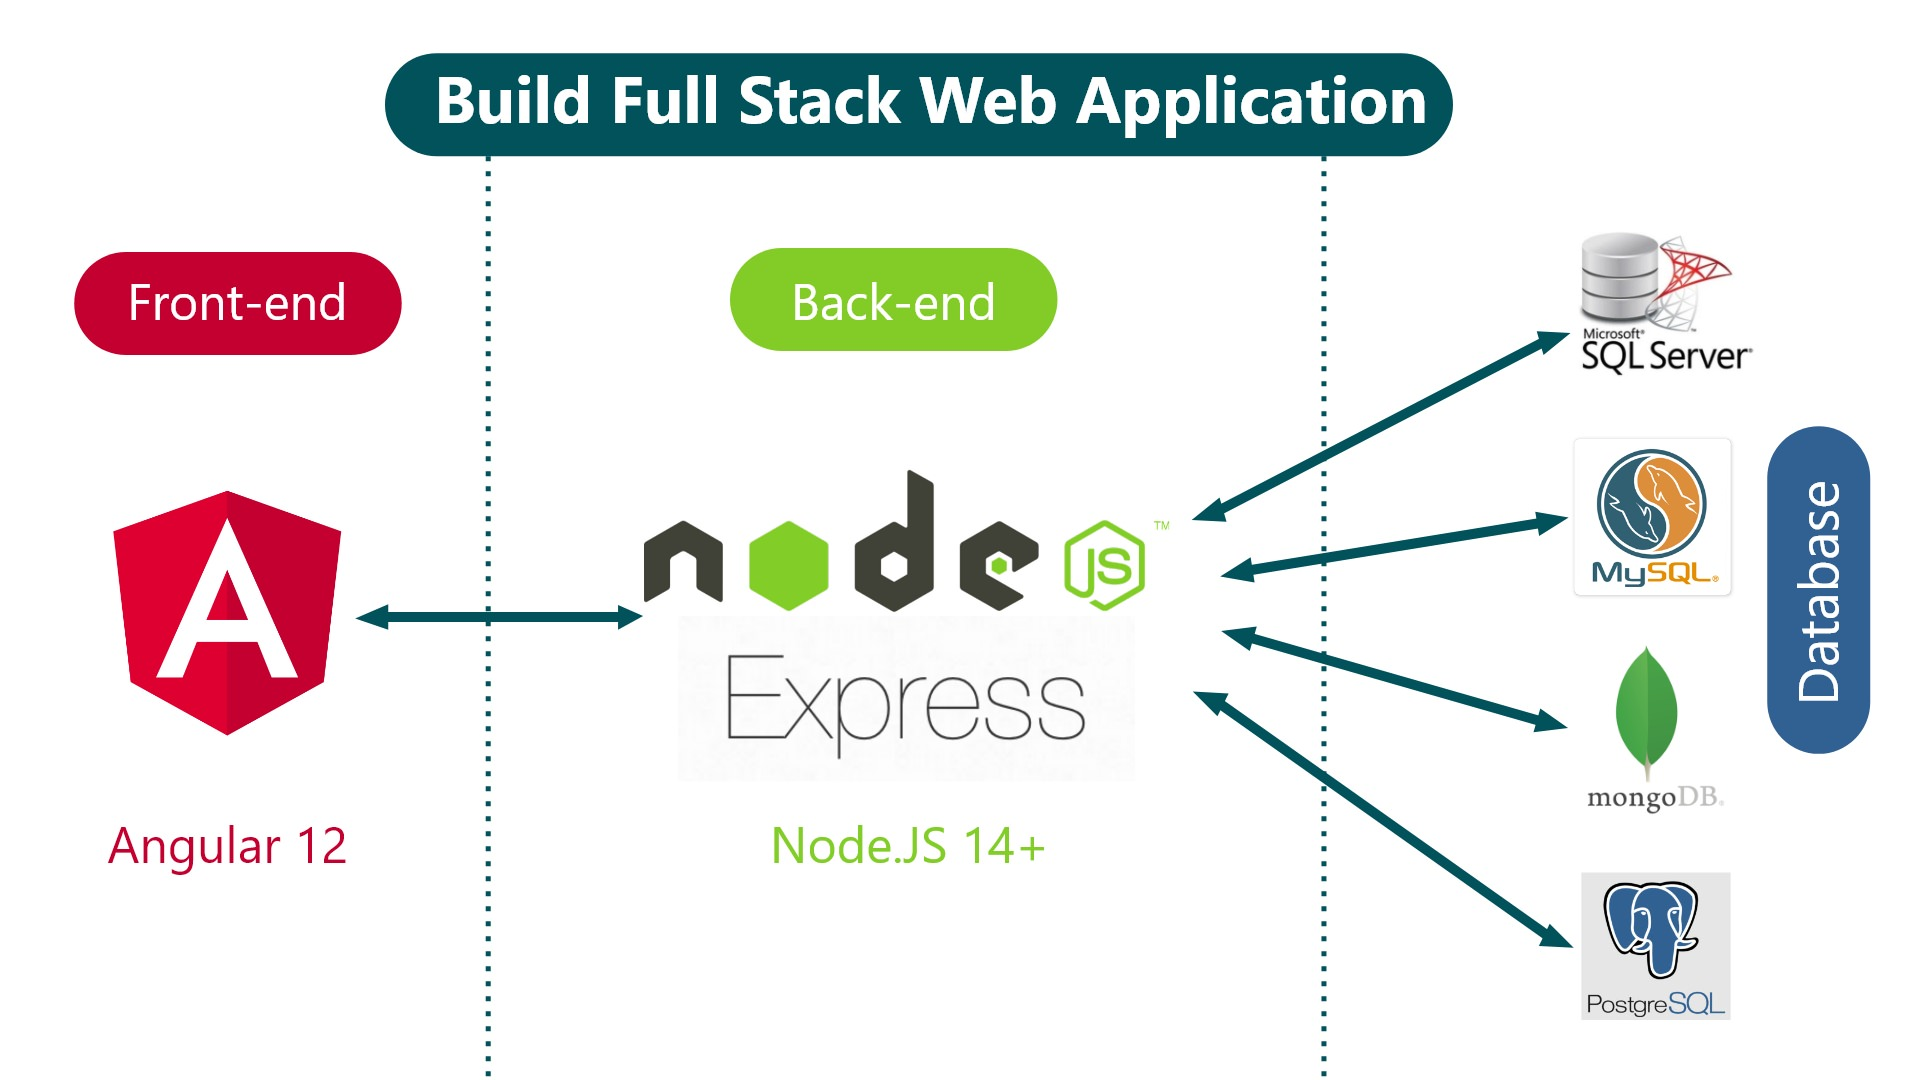 Build Full Stack Web Application
Front-end
Back-end
Microsoft®
SQL Server®
node
JS
™
Express
MySQL®
mongoDB®
PostgreSQL
Database
Angular 12
Node.JS 14+